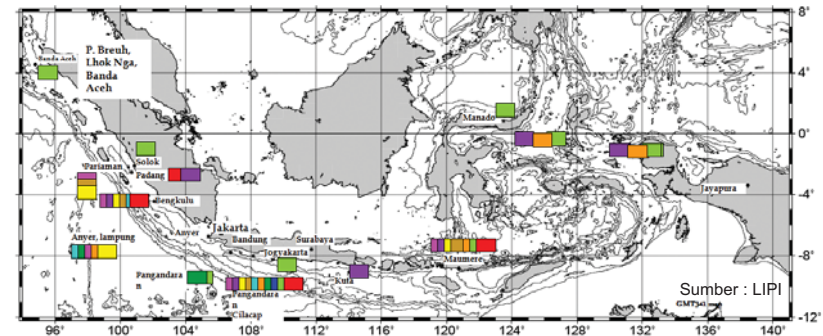 8°
4°
0°
-4°
-8°
-12°
96°
100°
104°
108°
112°
116°
120°
124°
128°
132°
136°
140°
Banda Aceh
P. Breuh,
Lhok Nga,
Banda
Aceh
Manado
Solok
Pariaman
Padang
Bengkulu
Jayapura
Anyer, lampung
Anyer
Jakarta
Bandung
Surabaya
Jogyakarta
Maumere
Kuta
Pangandara
n
Pangandara
n
Cilacap
Sumber : LIPI